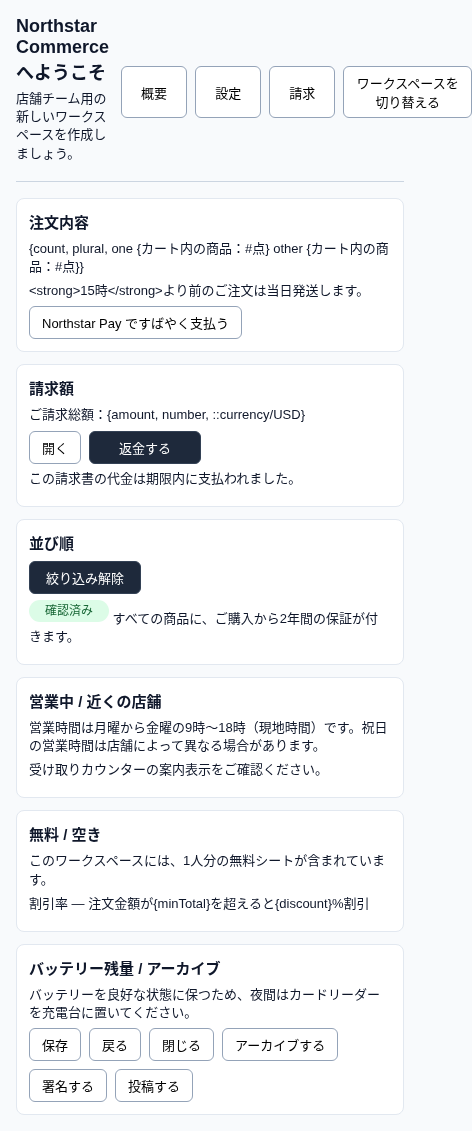 Northstar
Commerce
へようこそ
店舗チーム用の
新しいワークス
ペースを作成し
ましょう。
概要
設定
請求
ワークスペースを
切り替える
注文内容
{count, plural, one {カート内の商品：#点} other {カート内の商
品：#点}}
<strong>15時</strong>より前のご注文は当日発送します。
Northstar Pay ですばやく支払う
請求額
ご請求総額：{amount, number, ::currency/USD}
開く
返金する
この請求書の代金は期限内に支払われました。
並び順
絞り込み解除
確認済み すべての商品に、ご購入から2年間の保証が付
きます。
営業中 / 近くの店舗
営業時間は月曜から金曜の9時〜18時（現地時間）です。祝日
の営業時間は店舗によって異なる場合があります。
受け取りカウンターの案内表示をご確認ください。
無料 / 空き
このワークスペースには、1人分の無料シートが含まれていま
す。
割引率 — 注文金額が{minTotal}を超えると{discount}%割引
バッテリー残量 / アーカイブ
バッテリーを良好な状態に保つため、夜間はカードリーダー
を充電台に置いてください。
保存
戻る
閉じる
アーカイブする
署名する
投稿する